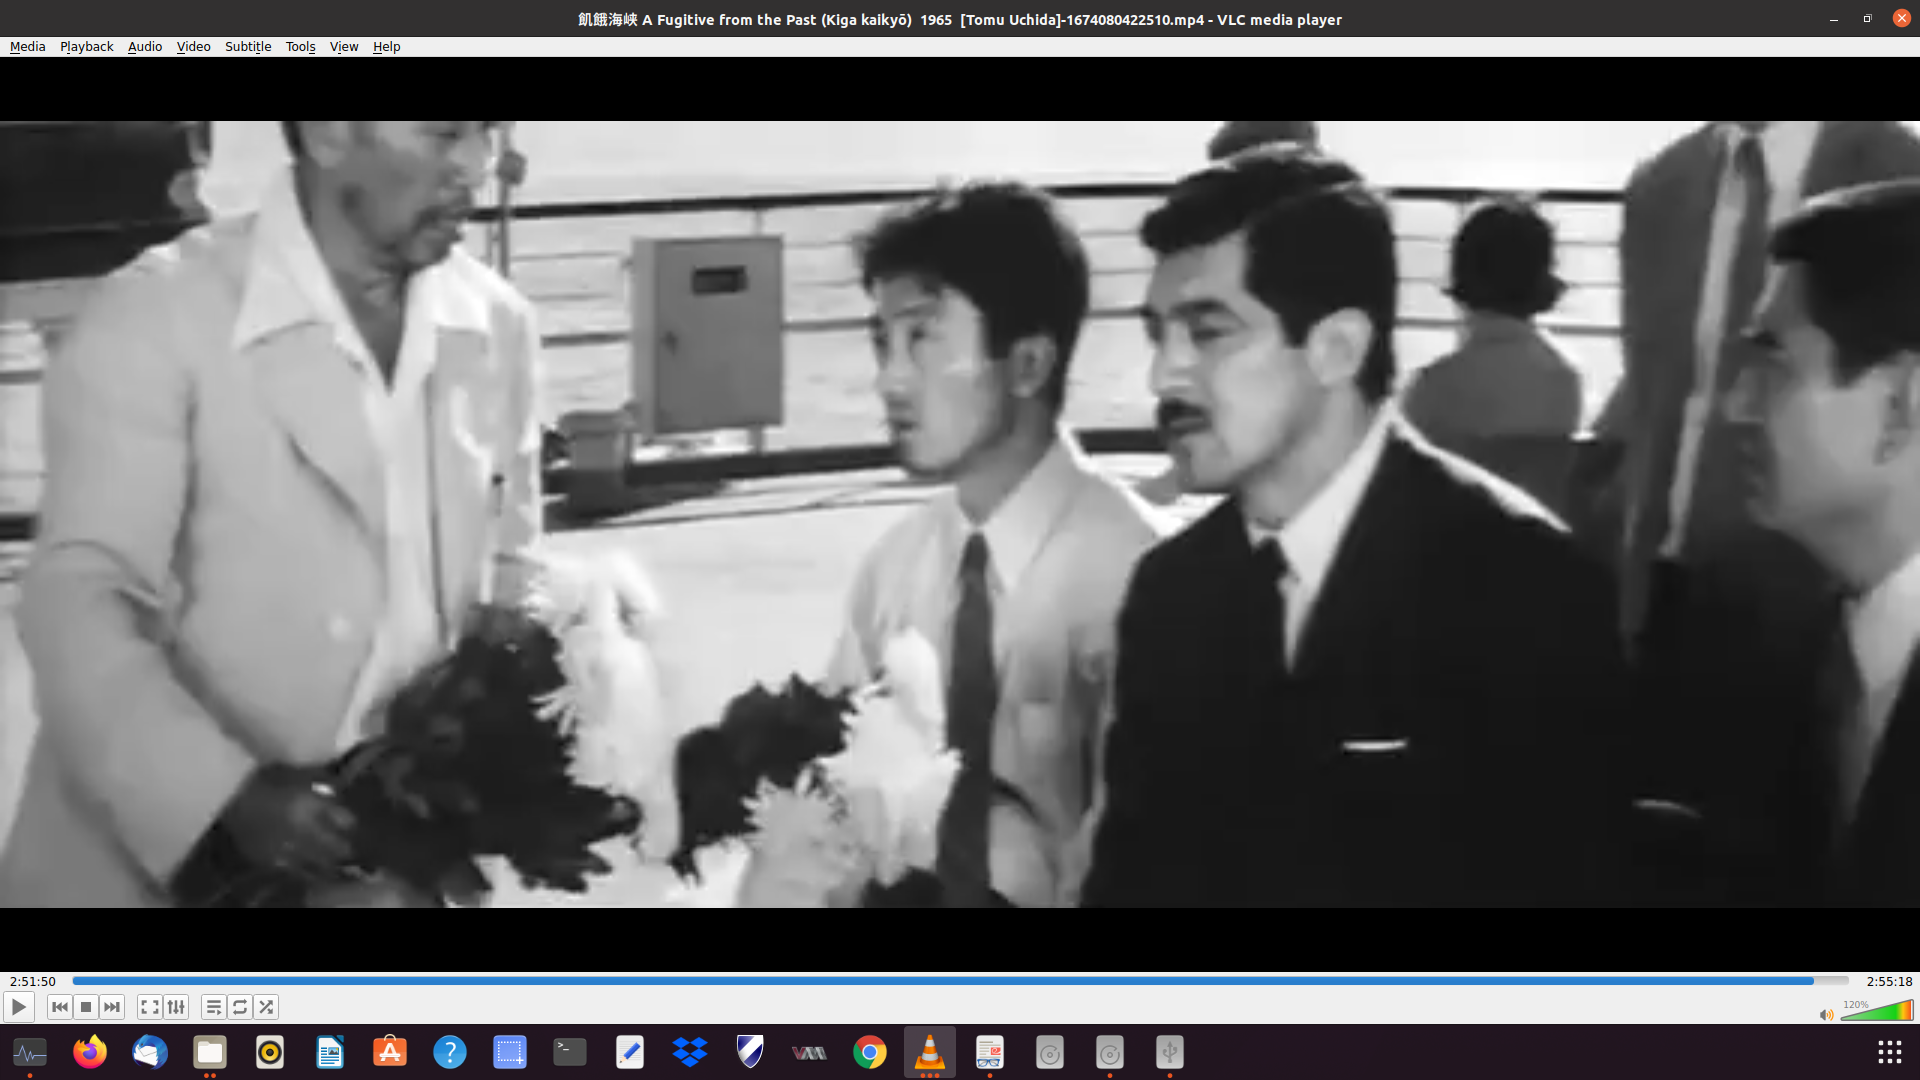 飢餓海峡 A Fugitive from the Past (Kiga kaikyō)  1965  [Tomu Uchida]-1674080422510.mp4 - VLC media player
Media Playback Audio Video Subtitle Tools View Help
2:51:50
2:55:18
120%